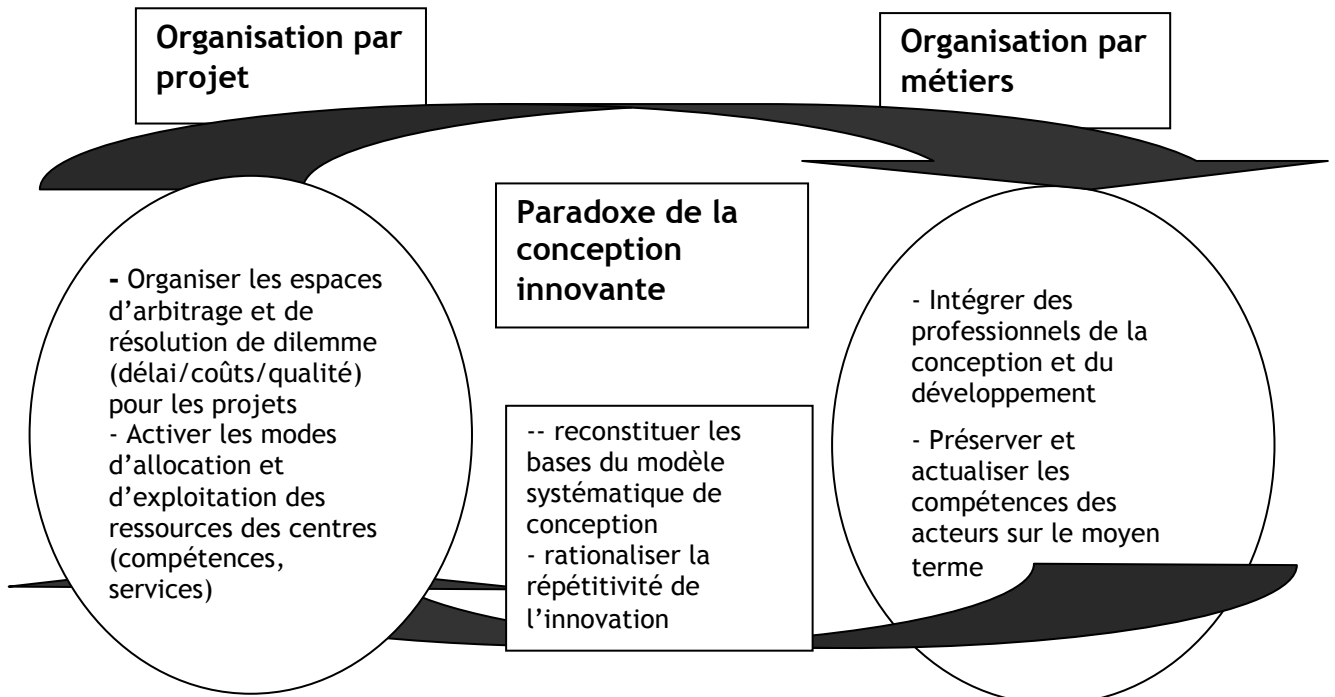 Organisation par
projet
Organisation par
métiers
Paradoxe de la
conception
innovante
- Organiser les espaces
d’arbitrage et de
résolution de dilemme
(délai/coûts/qualité)
pour les projets
- Activer les modes
d’allocation et
d’exploitation des
ressources des centres
(compétences,
services)
-- reconstituer les
bases du modèle
systématique de
conception
- rationaliser la
répétitivité de
l’innovation
- Intégrer des
professionnels de la
conception et du
développement
- Préserver et
actualiser les
compétences des
acteurs sur le moyen
terme